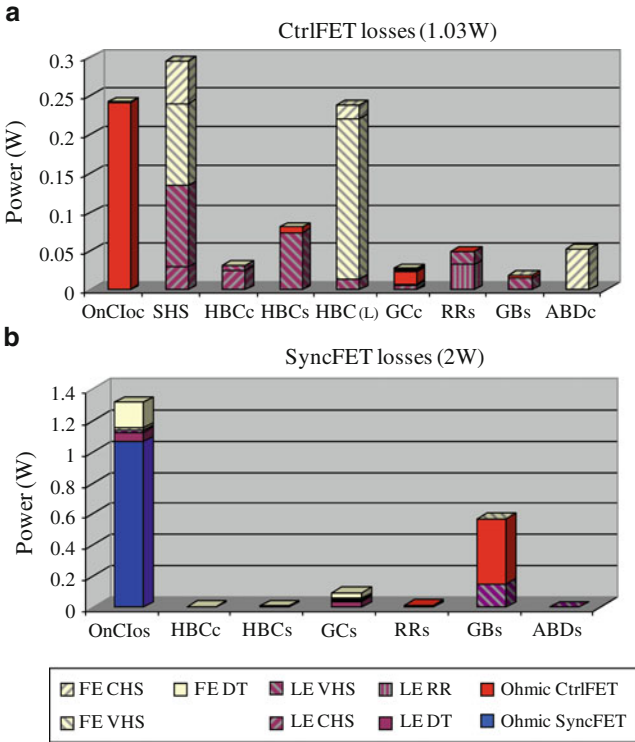 a
CtrlFET losses (1.03W)
Power (W)
0.3
0.25
0.2
0.15
0.1
0.05
0
OnCIoc SHS HBCc HBCs HBC (L) GCc RRs GBs ABDc
b
SyncFET losses (2W)
Power (W)
1.4
1.2
1
0.8
0.6
0.4
0.2
0
OnCIos HBCc HBCs GCs RRs GBs ABDs
FE CHS FE DT LE VHS LE RR Ohmic CtrlFET
FE VHS LE CHS LE DT Ohmic SyncFET